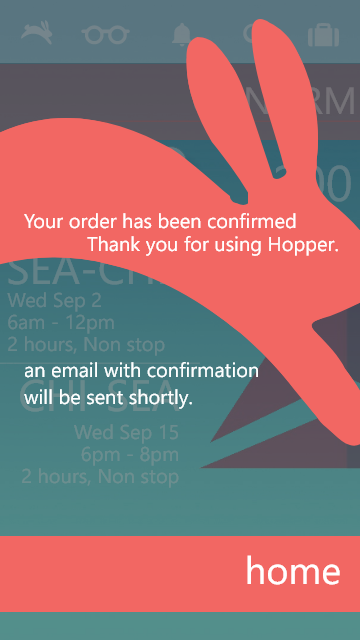 Your order has been confirmed
Thank you for using Hopper.
Wed Sep 2
6am - 12pm
2 hours, Non stop
an email with confirmation
will be sent shortly.
CHI-SEA
Wed Sep 15
6pm - 8pm
2 hours, Non stop
home